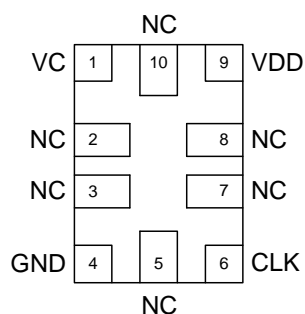 NC
VC 1 10 9 VDD
NC 2 8 NC
NC 3 7 NC
GND 4 5 6 CLK
NC